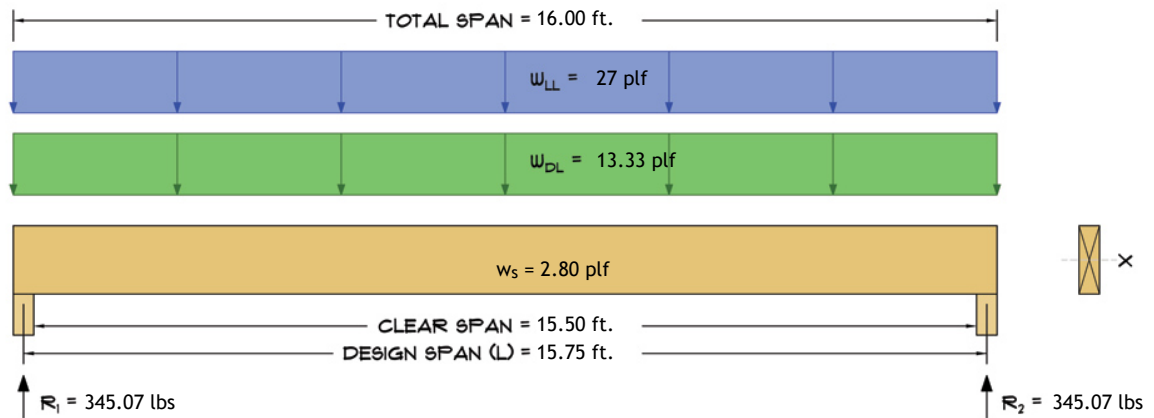 TOTAL SPAN = 16.00 ft.
wLL = 27 plf
wDL = 13.33 plf
ws = 2.80 plf
X
CLEAR SPAN = 15.50 ft.
DESIGN SPAN (L) = 15.75 ft.
R1 = 345.07 lbs
R2 = 345.07 lbs